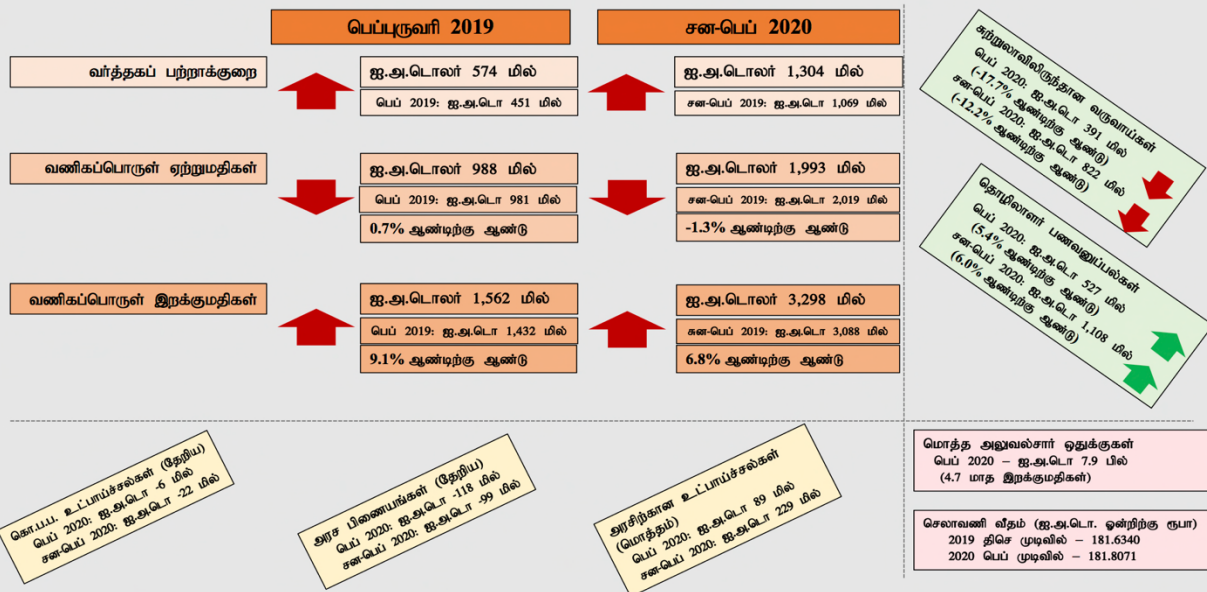 பெப்புருவரி 2019
சன-பெப் 2020
வர்த்தகப் பற்றாக்குறை
ஐ.அ.டொலர் 574 மில்
பெப் 2019: ஐ.அ.டொ 451 மில்
ஐ.அ.டொலர் 1,304 மில்
சன-பெப் 2019: ஐ.அ.டொ 1,069 மில்
வணிகப்பொருள் ஏற்றுமதிகள்
ஐ.அ.டொலர் 988 மில்
பெப் 2019: ஐ.அ.டொ 981 மில்
0.7% ஆண்டிற்கு ஆண்டு
ஐ.அ.டொலர் 1,993 மில்
சன-பெப் 2019: ஐ.அ.டொ 2,019 மில்
-1.3% ஆண்டிற்கு ஆண்டு
வணிகப்பொருள் இறக்குமதிகள்
ஐ.அ.டொலர் 1,562 மில்
பெப் 2019: ஐ.அ.டொ 1,432 மில்
9.1% ஆண்டிற்கு ஆண்டு
ஐ.அ.டொலர் 3,298 மில்
சுன-பெப் 2019: ஐ.அ.டொ 3,088 மில்
6.8% ஆண்டிற்கு ஆண்டு
சுற்றுலாவிலிருந்தான வருவாய்கள்
பெப் 2020: ஐ.அ.டொ 391 மில்
(-17.7% ஆண்டிற்கு ஆண்டு)
சன-பெப் 2020: ஐ.அ.டொ 822 மில்
(-12.2% ஆண்டிற்கு ஆண்டு)
தொழிலாளர் பணவனுப்பல்கள்
பெப் 2020: ஐ.அ.டொ 527 மில்
(5.4% ஆண்டிற்கு ஆண்டு)
சன-பெப் 2020: ஐ.அ.டொ 1,108 மில்
(6.0% ஆண்டிற்கு ஆண்டு)
கொ.ப.ப. உட்பாய்ச்சல்கள் (தேறிய)
பெப் 2020: ஐ.அ.டொ -6 மில்
சன-பெப் 2020: ஐ.அ.டொ -22 மில்
அரச பிணையங்கள் (தேறிய)
பெப் 2020: ஐ.அ.டொ -118 மில்
சன-பெப் 2020: ஐ.அ.டொ -99 மில்
அரசிற்கான உட்பாய்ச்சல்கள்
(மொத்தம்)
பெப் 2020: ஐ.அ.டொ 89 மில்
சன-பெப் 2020: ஐ.அ.டொ 229 மில்
மொத்த அலுவல்சார் ஒதுக்குகள்
பெப் 2020 – ஐ.அ.டொ 7.9 பில்
(4.7 மாத இறக்குமதிகள்)
செலாவணி வீதம் (ஐ.அ.டொ. ஓன்றிற்கு ரூபா)
2019 திசெ முடிவில் – 181.6340
2020 பெப் முடிவில் – 181.8071